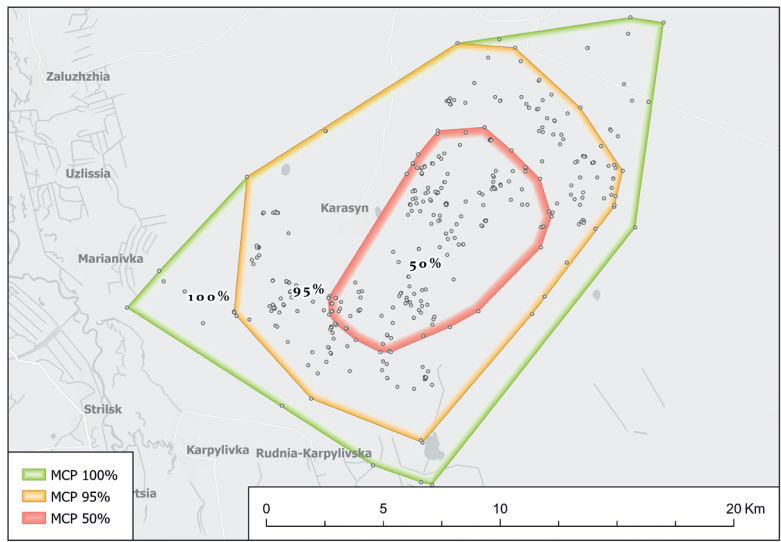 Zaluzhzhia
Uzlissia
Karasyn
Marianivka
50%
95%
100%
Strilsk
Karpylivka
Rudnia-Karpylivska
MCP 100%
MCP 95%
MCP 50%
rtsia
0
5
10
20 Km